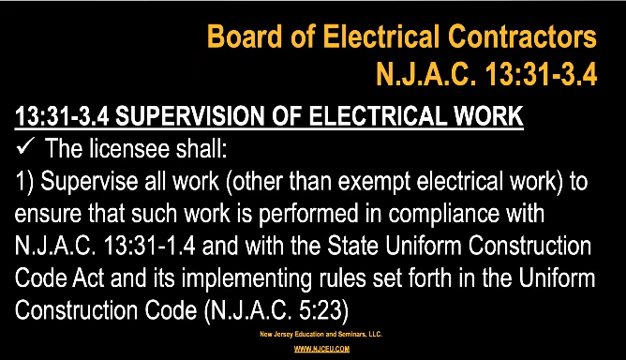 Board of Electrical Contractors
N.J.A.C. 13:31-3.4
13:31-3.4 SUPERVISION OF ELECTRICAL WORK
✓ The licensee shall:
1) Supervise all work (other than exempt electrical work) to
ensure that such work is performed in compliance with
N.J.A.C. 13:31-1.4 and with the State Uniform Construction
Code Act and its implementing rules set forth in the Uniform
Construction Code (N.J.A.C. 5:23)
New Jersey Education and Seminars, LLC.
WWW.NJCEU.COM